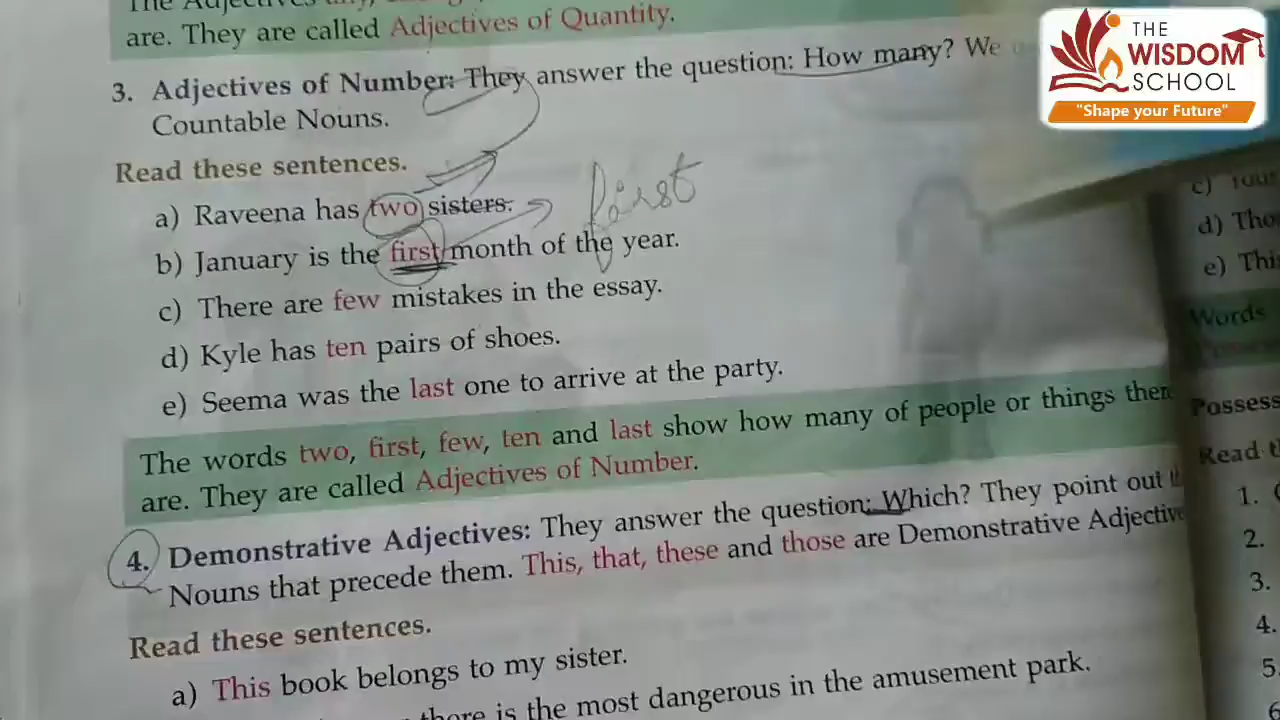 are. They are called Adjectives of Quantity.
3. Adjectives of Number: They answer the question: How many? We
Countable Nouns.
Read these sentences.
a) Raveena has two sisters.
first
b) January is the first month of the year.
c) There are few mistakes in the essay.
d) Kyle has ten pairs of shoes.
e) Seema was the last one to arrive at the party.
The words two, first, few, ten and last show how many of people or things there
are. They are called Adjectives of Number.
4. Demonstrative Adjectives: They answer the question: Which? They point out
Nouns that precede them. This, that, these and those are Demonstrative
Read these sentences.
a) This book belongs to my sister.
there is the most dangerous in the amusement park.
THE
WISDOM
SCHOOL
"Shape your Future"
c)
d)
e)
Words
Read
1.
2.
3.
4.
5.
6